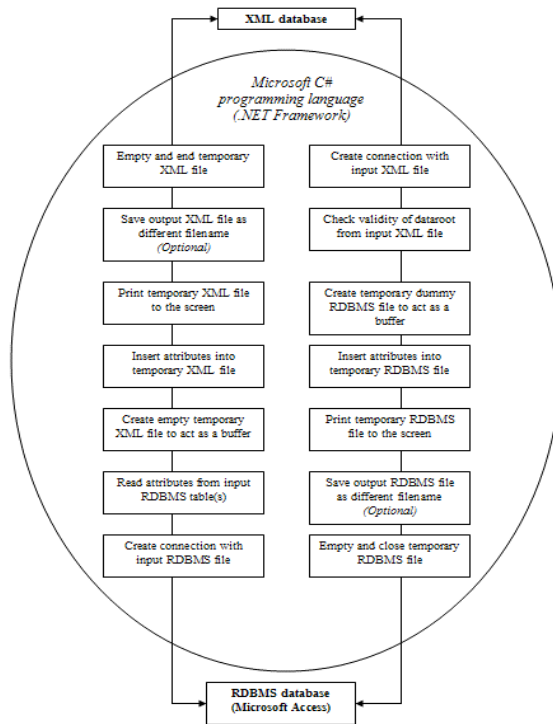 XML database
Microsoft C#
programming language
(.NET Framework)
Empty and end temporary
XML file
Save output XML file as
different filename
(Optional)
Print temporary XML file
to the screen
Insert attributes into
temporary XML file
Create empty temporary
XML file to act as a buffer
Read attributes from input
RDBMS table(s)
Create connection with
input RDBMS file
Create connection with
input XML file
Check validity of dataroot
from input XML file
Create temporary dummy
RDBMS file to act as a
buffer
Insert attributes into
temporary RDBMS file
Print temporary RDBMS
file to the screen
Save output RDBMS file
as different filename
(Optional)
Empty and close temporary
RDBMS file
RDBMS database
(Microsoft Access)